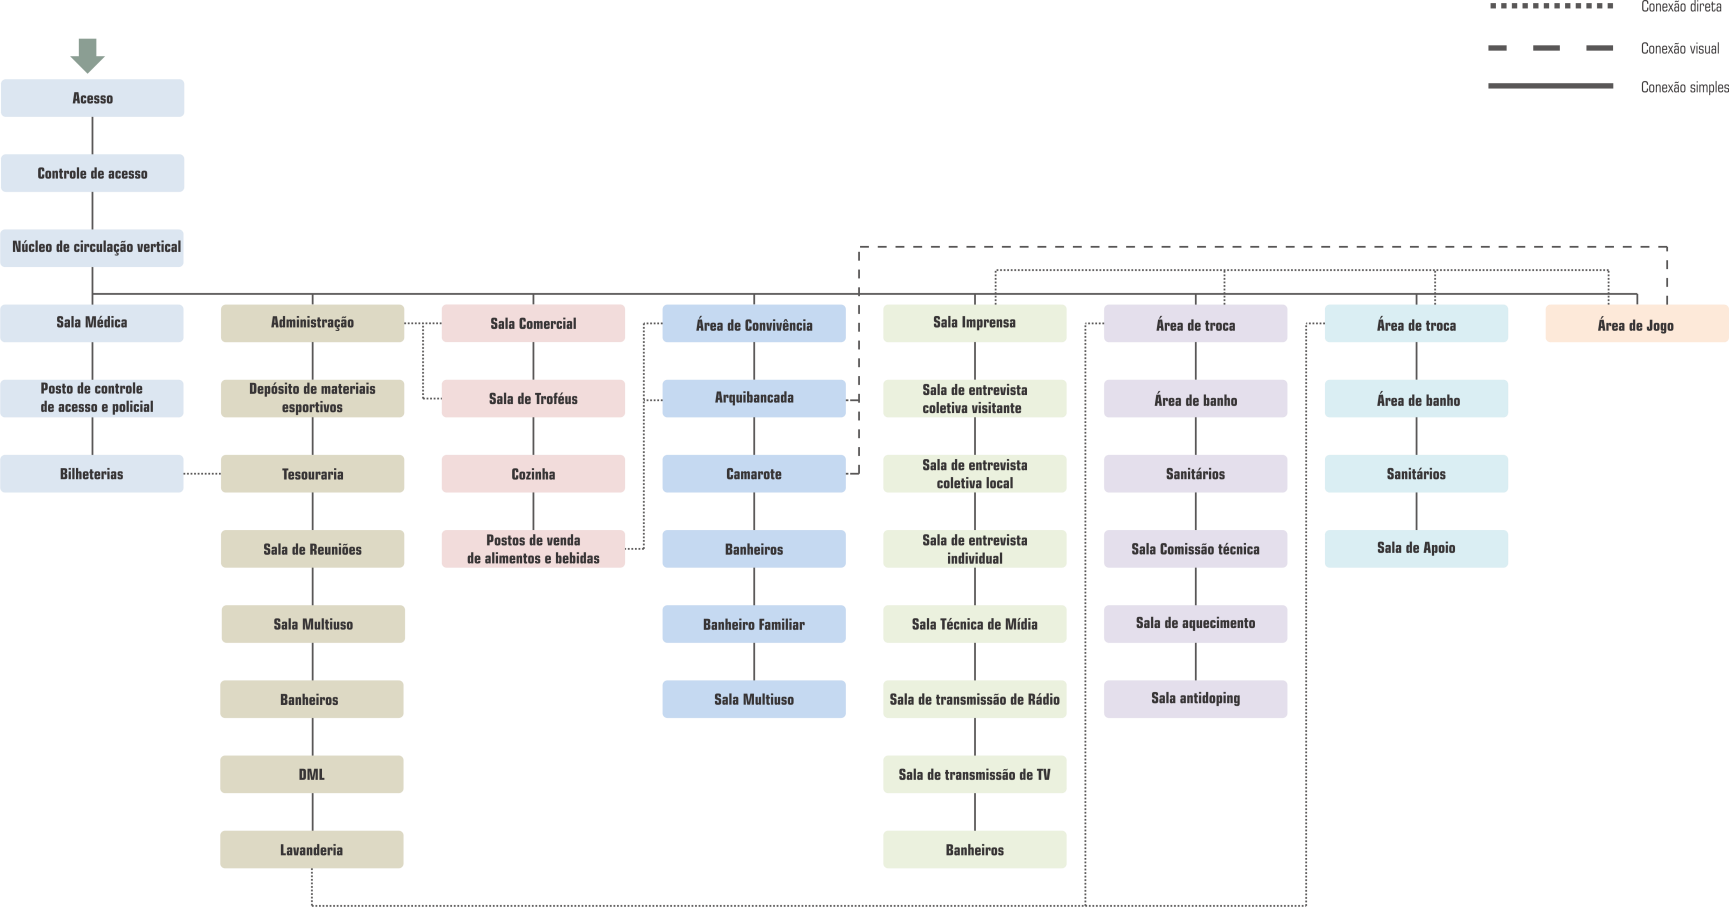 Conexão direta
Conexão visual
Conexão simples
Acesso
Controle de acesso
Núcleo de circulação vertical
Sala Médica
Posto de controle
de acesso e policial
Bilheterias
Administração
Depósito de materiais
esportivos
Tesouraria
Sala de Reuniões
Sala Multiuso
Banheiros
DML
Lavanderia
Sala Comercial
Sala de Troféus
Cozinha
Postos de venda
de alimentos e bebidas
Área de Convivência
Arquibancada
Camarote
Banheiros
Banheiro Familiar
Sala Multiuso
Sala Imprensa
Sala de entrevista
coletiva visitante
Sala de entrevista
coletiva local
Sala de entrevista
individual
Sala Técnica de Mídia
Sala de transmissão de Rádio
Sala de transmissão de TV
Banheiros
Área de troca
Área de banho
Sanitários
Sala Comissão técnica
Sala de aquecimento
Sala antidoping
Área de troca
Área de banho
Sanitários
Sala de Apoio
Área de Jogo